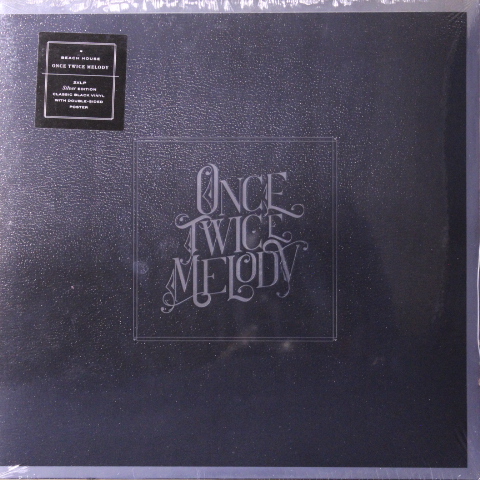 BEACH HOUSE
ONCE TWICE MELODY
2XLP
Silver EDITION
CLASSIC BLACK VINYL
WITH DOUBLE-SIDED
POSTER
ONCE
TWICE
MELODY